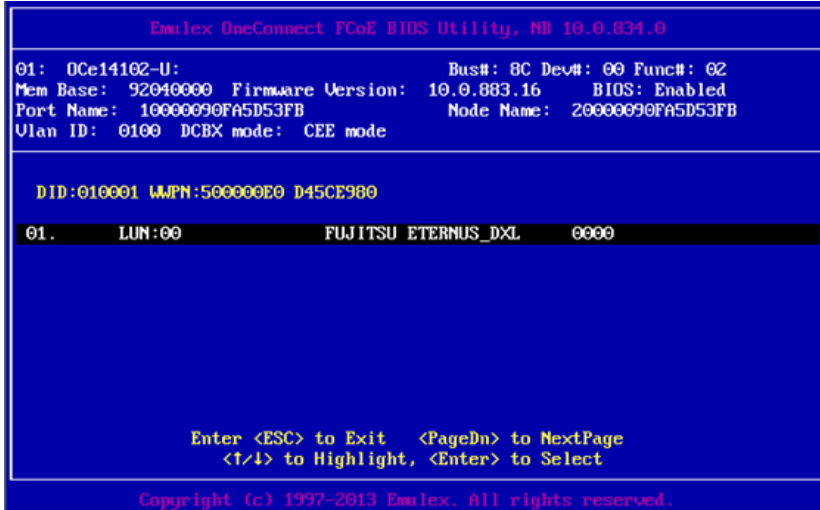 Emulex OneConnect FCoE BIOS Utility, NB 10.0.834.0
01: OCe14102-U: Bus#: 8C Dev#: 00 Func#: 02
Mem Base: 92040000 Firmware Version: 10.0.883.16 BIOS: Enabled
Port Name: 10000090FA5D53FB Node Name: 20000090FA5D53FB
Vlan ID: 0100 DCBX mode: CEE mode
DID:010001 WWPN:500000E0 D45CE980
01. LUN:00 FUJITSU ETERNUS_DXL 0000
Enter <ESC> to Exit <PageDn> to NextPage
<↑/↓> to Highlight, <Enter> to Select
Copyright (c) 1997-2013 Emulex. All rights reserved.